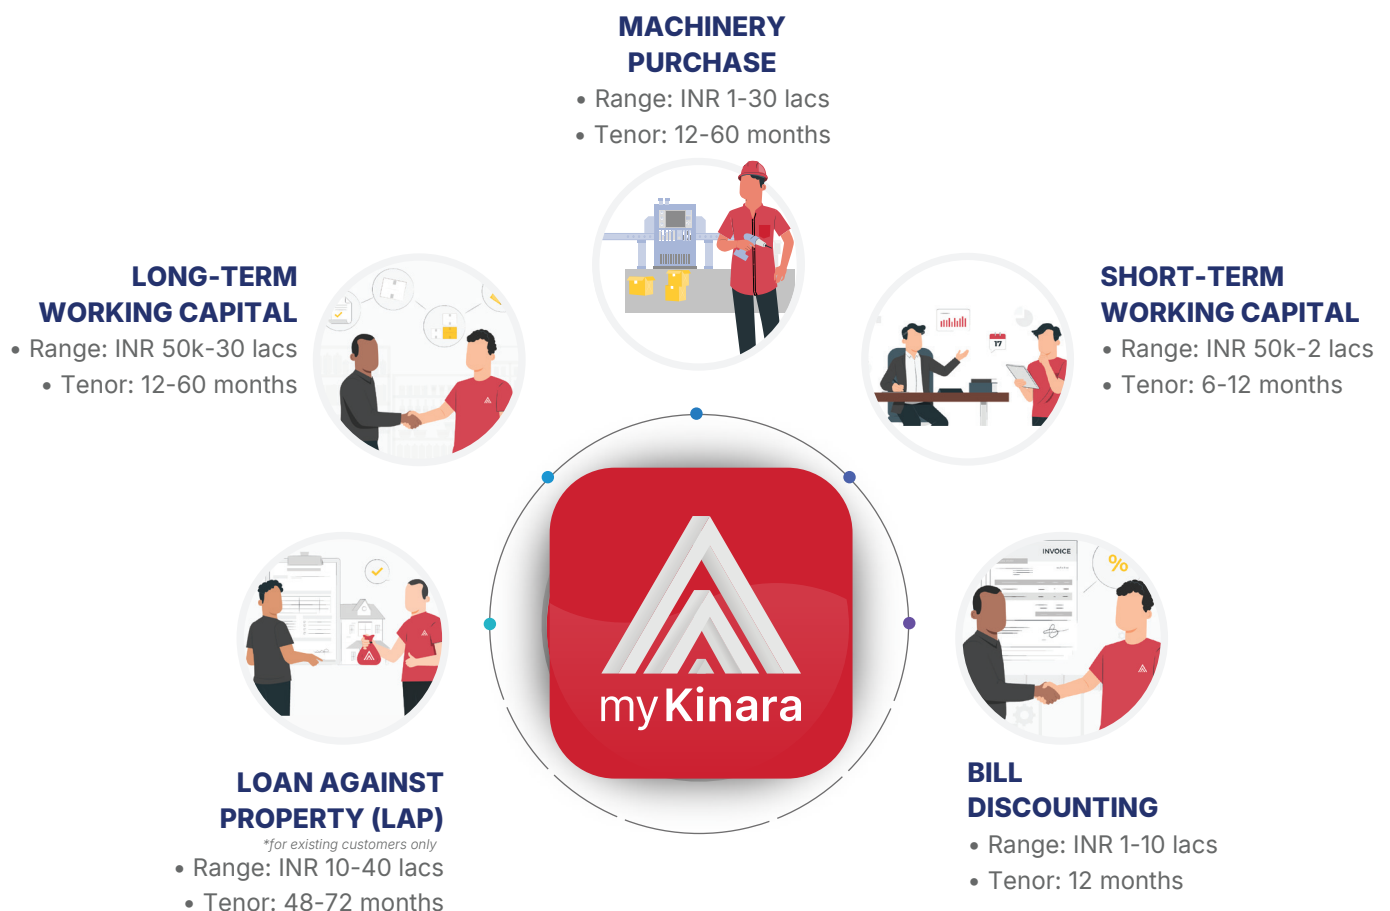 MACHINERY
PURCHASE
• Range: INR 1-30 lacs
• Tenor: 12-60 months
LONG-TERM
WORKING CAPITAL
• Range: INR 50k-30 lacs
• Tenor: 12-60 months
SHORT-TERM
WORKING CAPITAL
• Range: INR 50k-2 lacs
• Tenor: 6-12 months
17
INVOICE
%
myKinara
LOAN AGAINST
PROPERTY (LAP)
*for existing customers only
• Range: INR 10-40 lacs
• Tenor: 48-72 months
BILL
DISCOUNTING
• Range: INR 1-10 lacs
• Tenor: 12 months